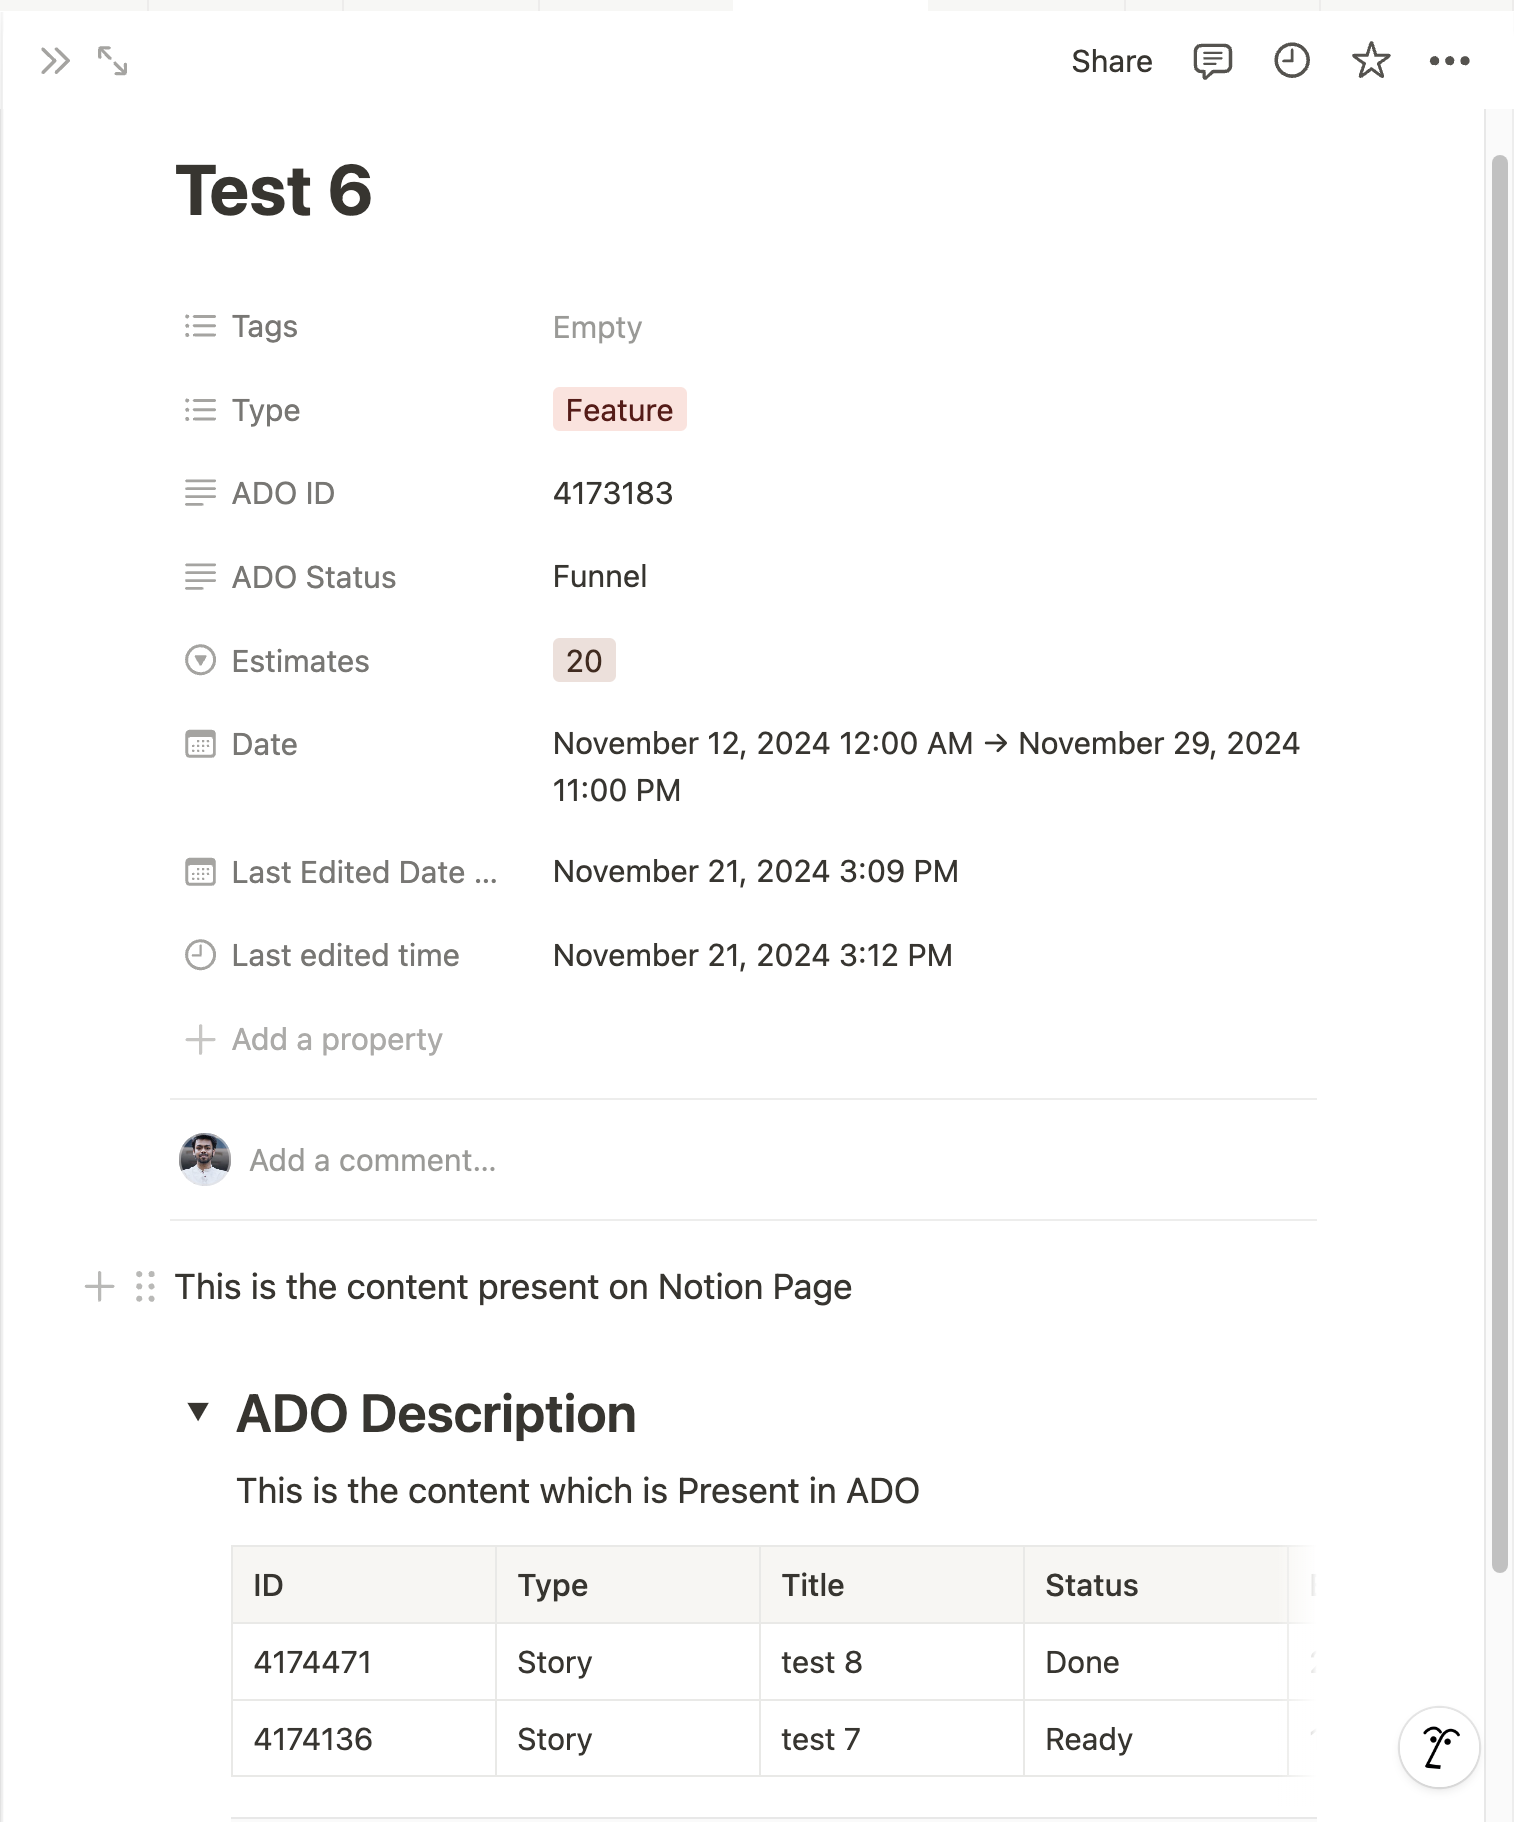 Share
Test 6
Tags Empty
Type Feature
ADO ID 4173183
ADO Status Funnel
Estimates 20
Date November 12, 2024 12:00 AM → November 29, 2024
11:00 PM
Last Edited Date ... November 21, 2024 3:09 PM
Last edited time November 21, 2024 3:12 PM
Add a property
Add a comment...
This is the content present on Notion Page
ADO Description
This is the content which is Present in ADO
ID Type Title Status
4174471 Story test 8 Done
4174136 Story test 7 Ready